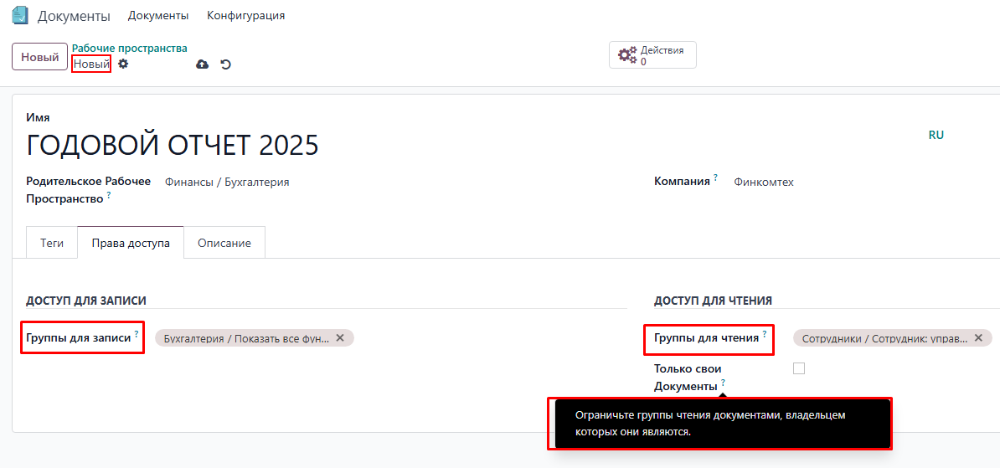 Документы Документы Конфигурация
Новый
Рабочие пространства
Новый
Действия
0
Имя
ГОДОВОЙ ОТЧЕТ 2025
RU
Родительское Рабочее
Пространство ?
Финансы / Бухгалтерия
Компания ? Финкомтех
Теги Права доступа Описание
ДОСТУП ДЛЯ ЗАПИСИ
Группы для записи ? Бухгалтерия / Показать все фун...
ДОСТУП ДЛЯ ЧТЕНИЯ
Группы для чтения ? Сотрудники / Сотрудник: управ...
Только свои
Документы ?
Ограничьте группы чтения документами, владельцем
которых они являются.